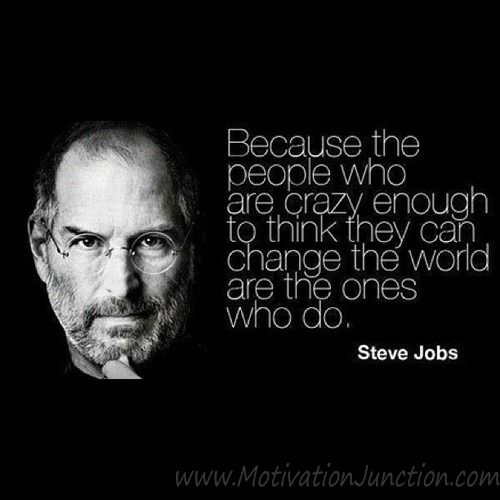 Because the
people who
are crazy enough
to think they can
change the world
are the ones
who do.
Steve Jobs
www.MotivationJunction.com